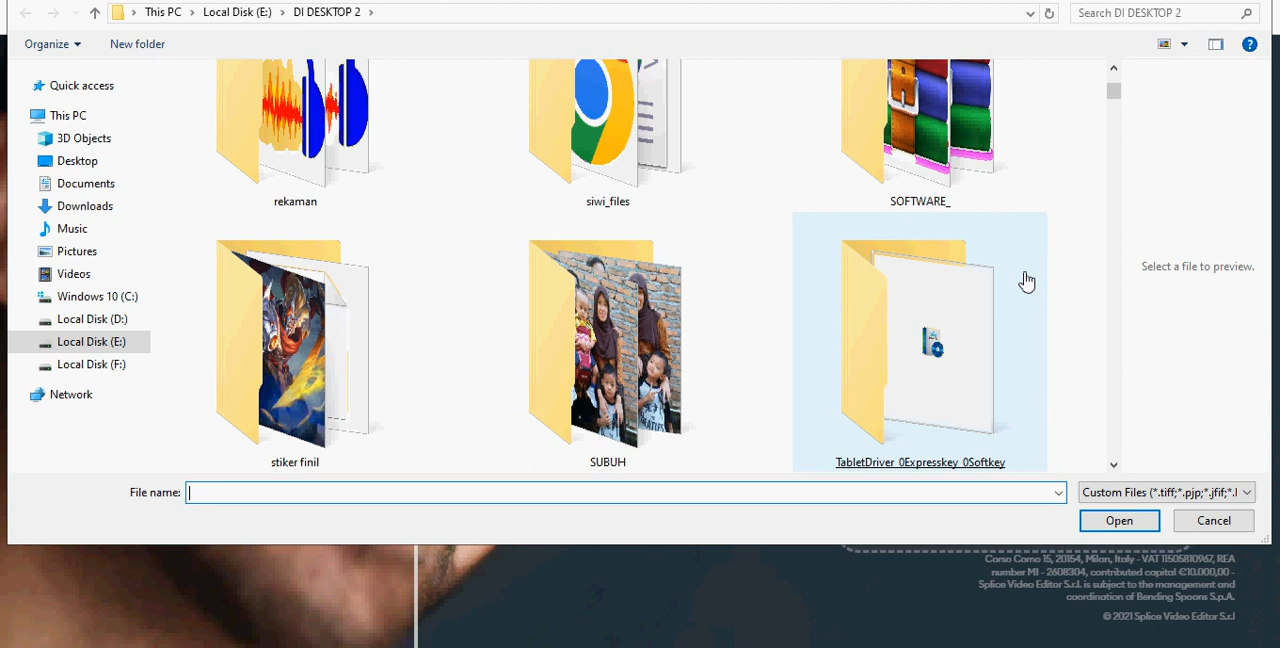 This PC > Local Disk (E:) > DI DESKTOP 2 >
Search DI DESKTOP 2
Organize
New folder
Quick access
This PC
3D Objects
Desktop
Documents
Downloads
Music
Pictures
Videos
Windows 10 (C:)
Local Disk (D:)
Local Disk (E:)
Local Disk (F:)
Network
rekaman
siwi_files
SOFTWARE_
stiker finil
SUBUH
TabletDriver_0Expresskey_0Softkey
Select a file to preview.
File name:
Custom Files (*.tiff;*.pjp;*.jfif;*.l
Open
Cancel
Corso Como 15, 20154, Milan, Italy - VAT 11505810967, REA
number MI - 2608304, contributed capital €10.000,00 -
Splice Video Editor S.r.l. is subject to the management and
coordination of Bending Spoons S.p.A.
© 2021 Splice Video Editor S.r.l